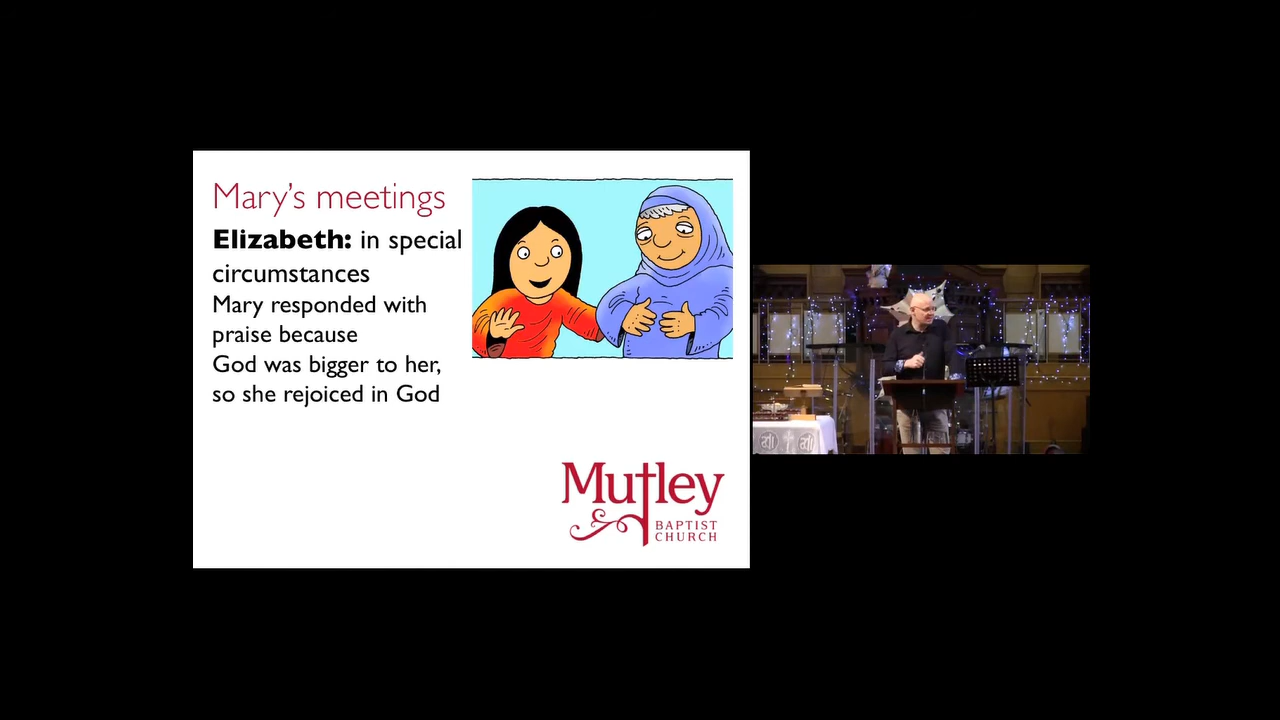 Mary's meetings
Elizabeth: in special
circumstances
Mary responded with
praise because
God was bigger to her,
so she rejoiced in God
Mutley
BAPTIST
CHURCH